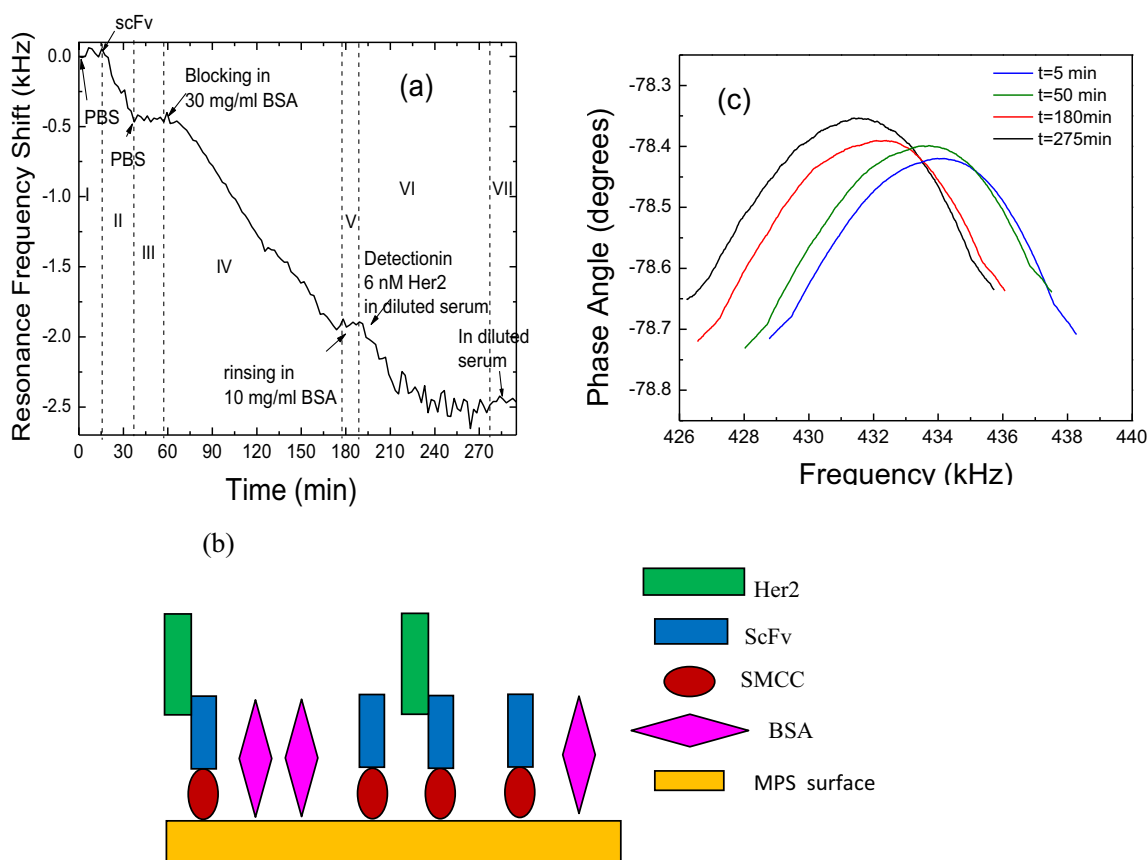 scFv
(a)
Blocking in
30 mg/ml BSA
PBS
PBS
I
II
III
IV
V
VI
VII
Detectionin
6 nM Her2
in diluted serum
In diluted
serum
rinsing in
10 mg/ml BSA
Resonance Frequency Shift (kHz)
0.0
-0.5
-1.0
-1.5
-2.0
-2.5
0 30 60 90 120 150 180 210 240 270
Time (min)
(c)
t=5 min
t=50 min
t=180min
t=275min
Phase Angle (degrees)
-78.3
-78.4
-78.5
-78.6
-78.7
-78.8
426 428 430 432 434 436 438 440
Frequency (kHz)
(b)
Her2
ScFv
SMCC
BSA
MPS surface